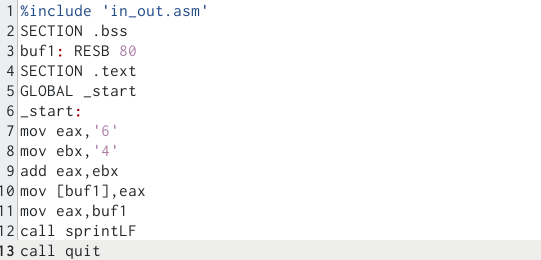 1 %include 'in_out.asm'
2 SECTION .bss
3 buf1: RESB 80
4 SECTION .text
5 GLOBAL _start
6 _start:
7 mov eax,'6'
8 mov ebx,'4'
9 add eax,ebx
10 mov [buf1],eax
11 mov eax,buf1
12 call sprintLF
13 call quit